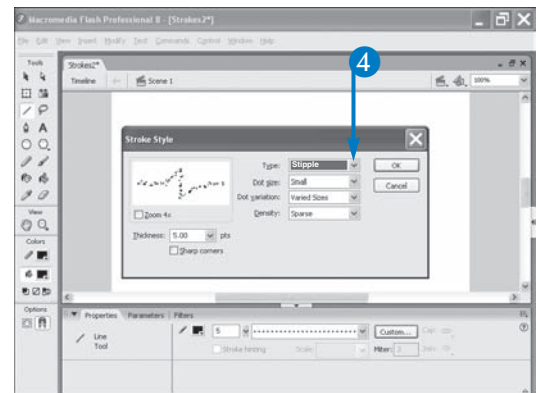 Macromedia Flash Professional 8 - [Strokes2*]
File Edit View Insert Modify Text Commands Control Window Help
Tools
Strokes2*
4
Timeline
Scene 1
100%
Stroke Style
Type: Stipple
OK
Dot size: Small
Cancel
Dot variation: Varied Sizes
Zoom 4x
Density: Sparse
Thickness: 5.00 pts
Sharp corners
View
Colors
Options
Properties Parameters Filters
Line
Tool
5
Custom...
Cap:
Stroke hinting
Scale:
Miter: 3
Join: